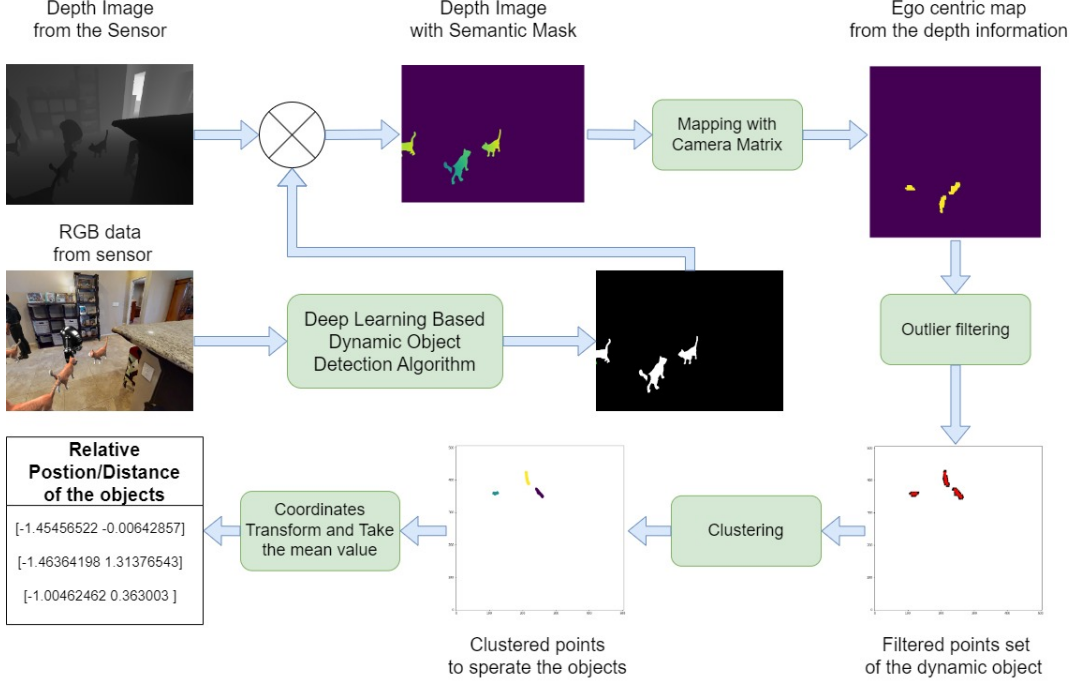 Depth Image
from the Sensor
Depth Image
with Semantic Mask
Ego centric map
from the depth information
Mapping with
Camera Matrix
RGB data
from sensor
Deep Learning Based
Dynamic Object
Detection Algorithm
Outlier filtering
Relative
Postion/Distance
of the objects
[-1.45456522 -0.00642857]
[-1.46364198 1.31376543]
[-1.00462462 0.363003 ]
Coordinates
Transform and Take
the mean value
Clustering
Clustered points
to sperate the objects
Filtered points set
of the dynamic object